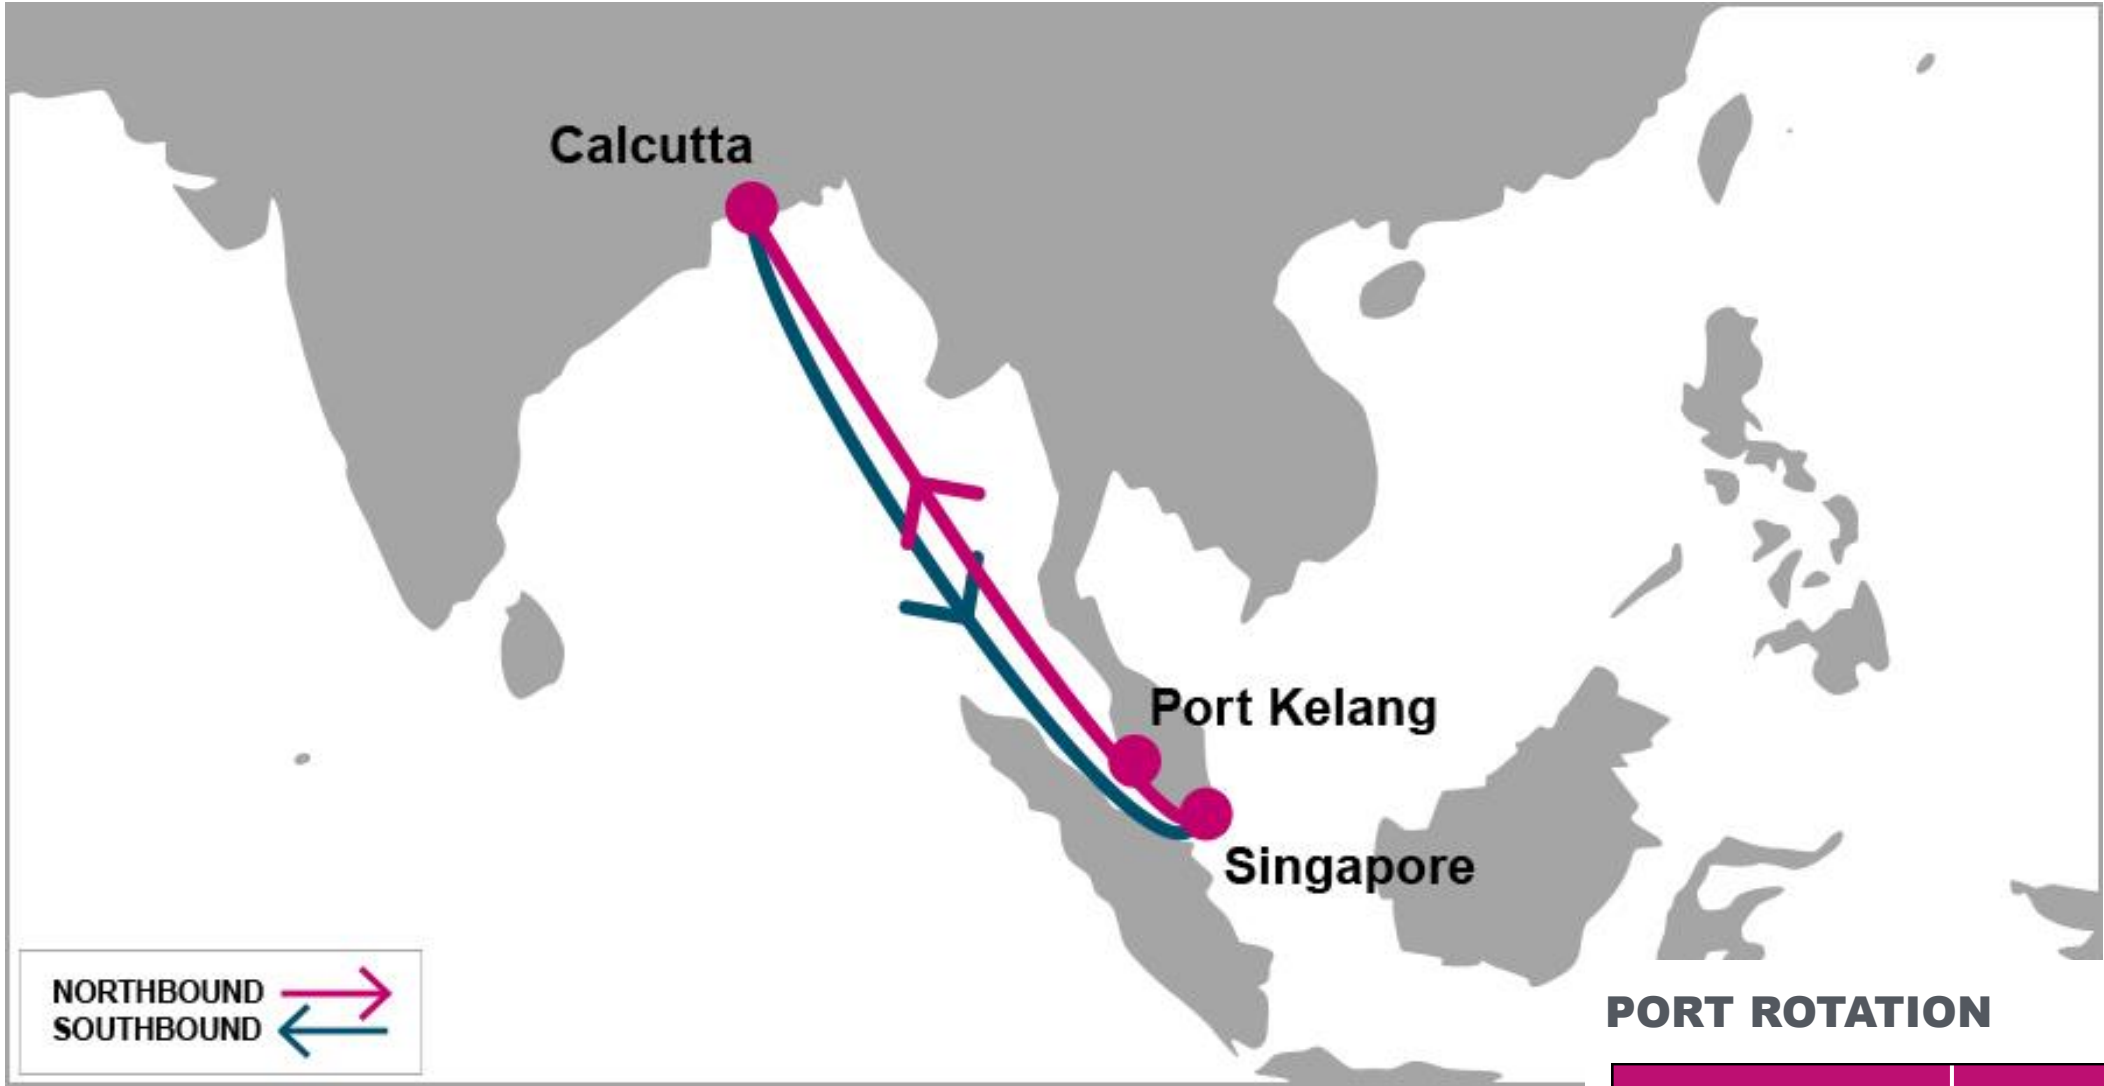 Calcutta
Port Kelang
Singapore
NORTHBOUND
SOUTHBOUND
PORT ROTATION